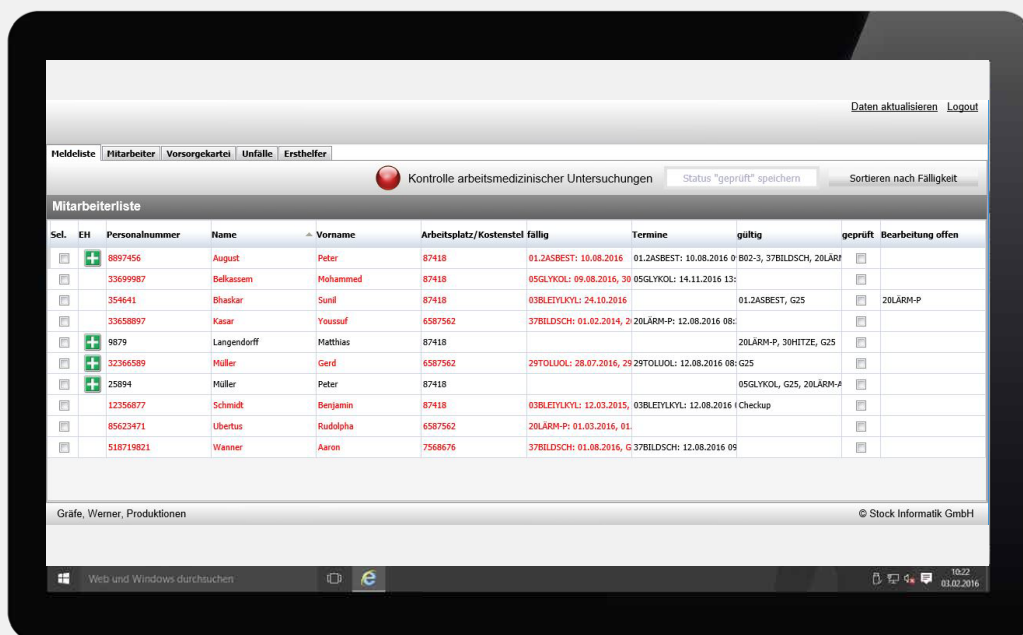 Daten aktualisieren Logout
Meldeliste Mitarbeiter Vorsorgekartei Unfälle Ersthelfer
Kontrolle arbeitsmedizinischer Untersuchungen Status "geprüft" speichern Sortieren nach Fälligkeit
Mitarbeiterliste
Sel. EH Personalnummer Name Vorname Arbeitsplatz/Kostenstel fällig Termine gültig geprüft Bearbeitung offen
8897456 August Peter 87418 01.2ASBEST: 10.08.2016 01.2ASBEST: 10.08.2016 0 B02-3, 37BILDSCH, 20LÄRM
33699987 Belkassem Mohammed 87418 05GLYKOL: 09.08.2016, 30 05GLYKOL: 14.11.2016 13:
354641 Bhaskar Sunil 87418 03BLEIYLKYL: 24.10.2016 01.2ASBEST, G25 20LÄRM-P
33658897 Kasar Youssuf 6587562 37BILDSCH: 01.02.2014, 2 20LÄRM-P: 12.08.2016 08:
9879 Langendorff Matthias 87418 20LÄRM-P, 30HITZE, G25
32366589 Müller Gerd 6587562 29TOLUOL: 28.07.2016, 29 29TOLUOL: 12.08.2016 08: G25
25894 Müller Peter 87418 05GLYKOL, G25, 20LÄRM-A
12356877 Schmidt Benjamin 87418 03BLEIYLKYL: 12.03.2015, 03BLEIYLKYL: 12.08.2016 Checkup
85623471 Ubertus Rudolpha 6587562 20LÄRM-P: 01.03.2016, 01.
518719821 Wanner Aaron 7568676 37BILDSCH: 01.08.2016, G 37BILDSCH: 12.08.2016 09
Gräfe, Werner, Produktionen © Stock Informatik GmbH
Web und Windows durchsuchen 10:22
03.02.2016